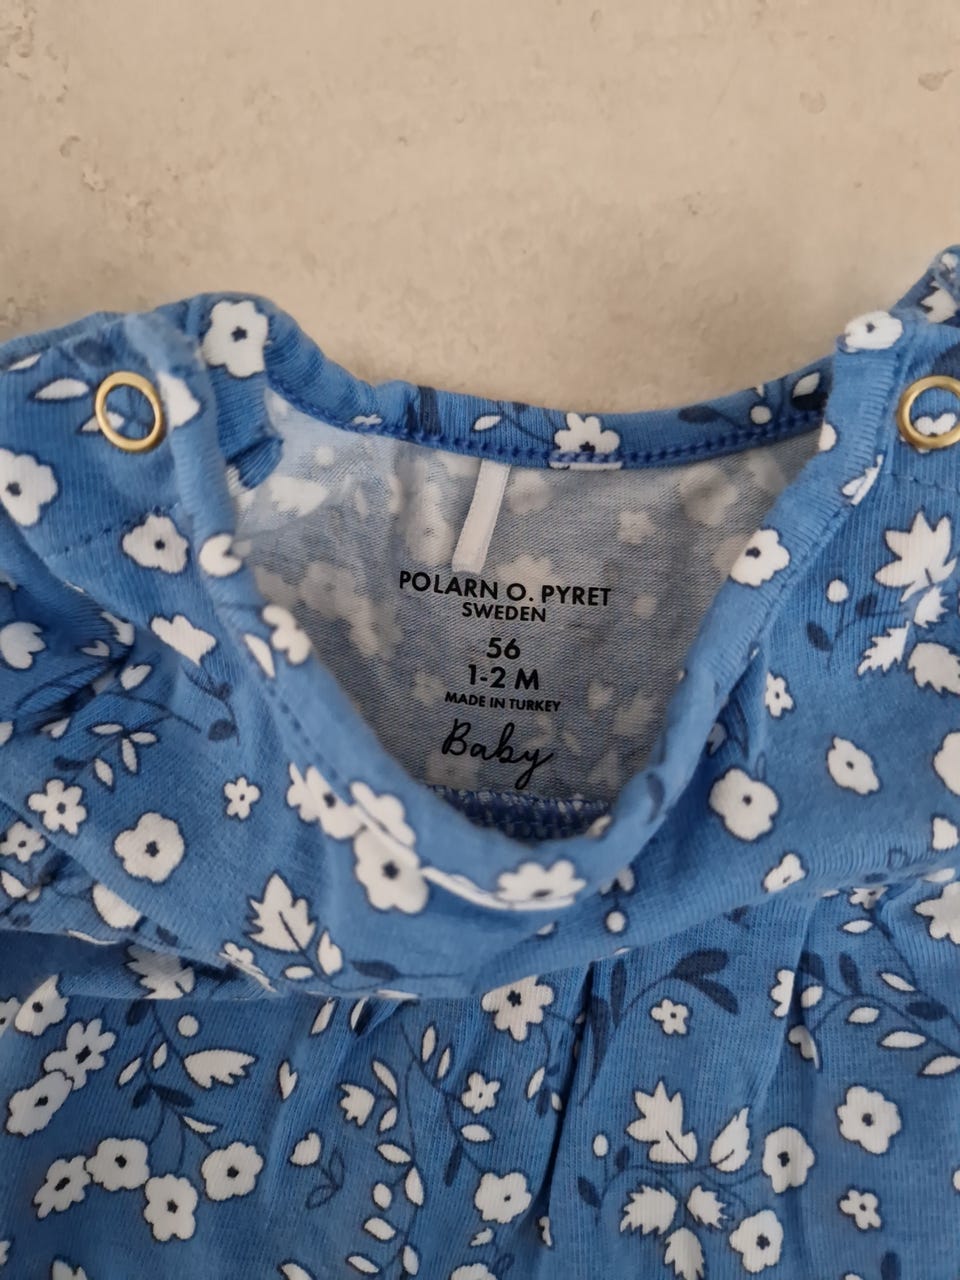 POLARN O. PYRET
SWEDEN
56
1-2 M
MADE IN TURKEY
Baby